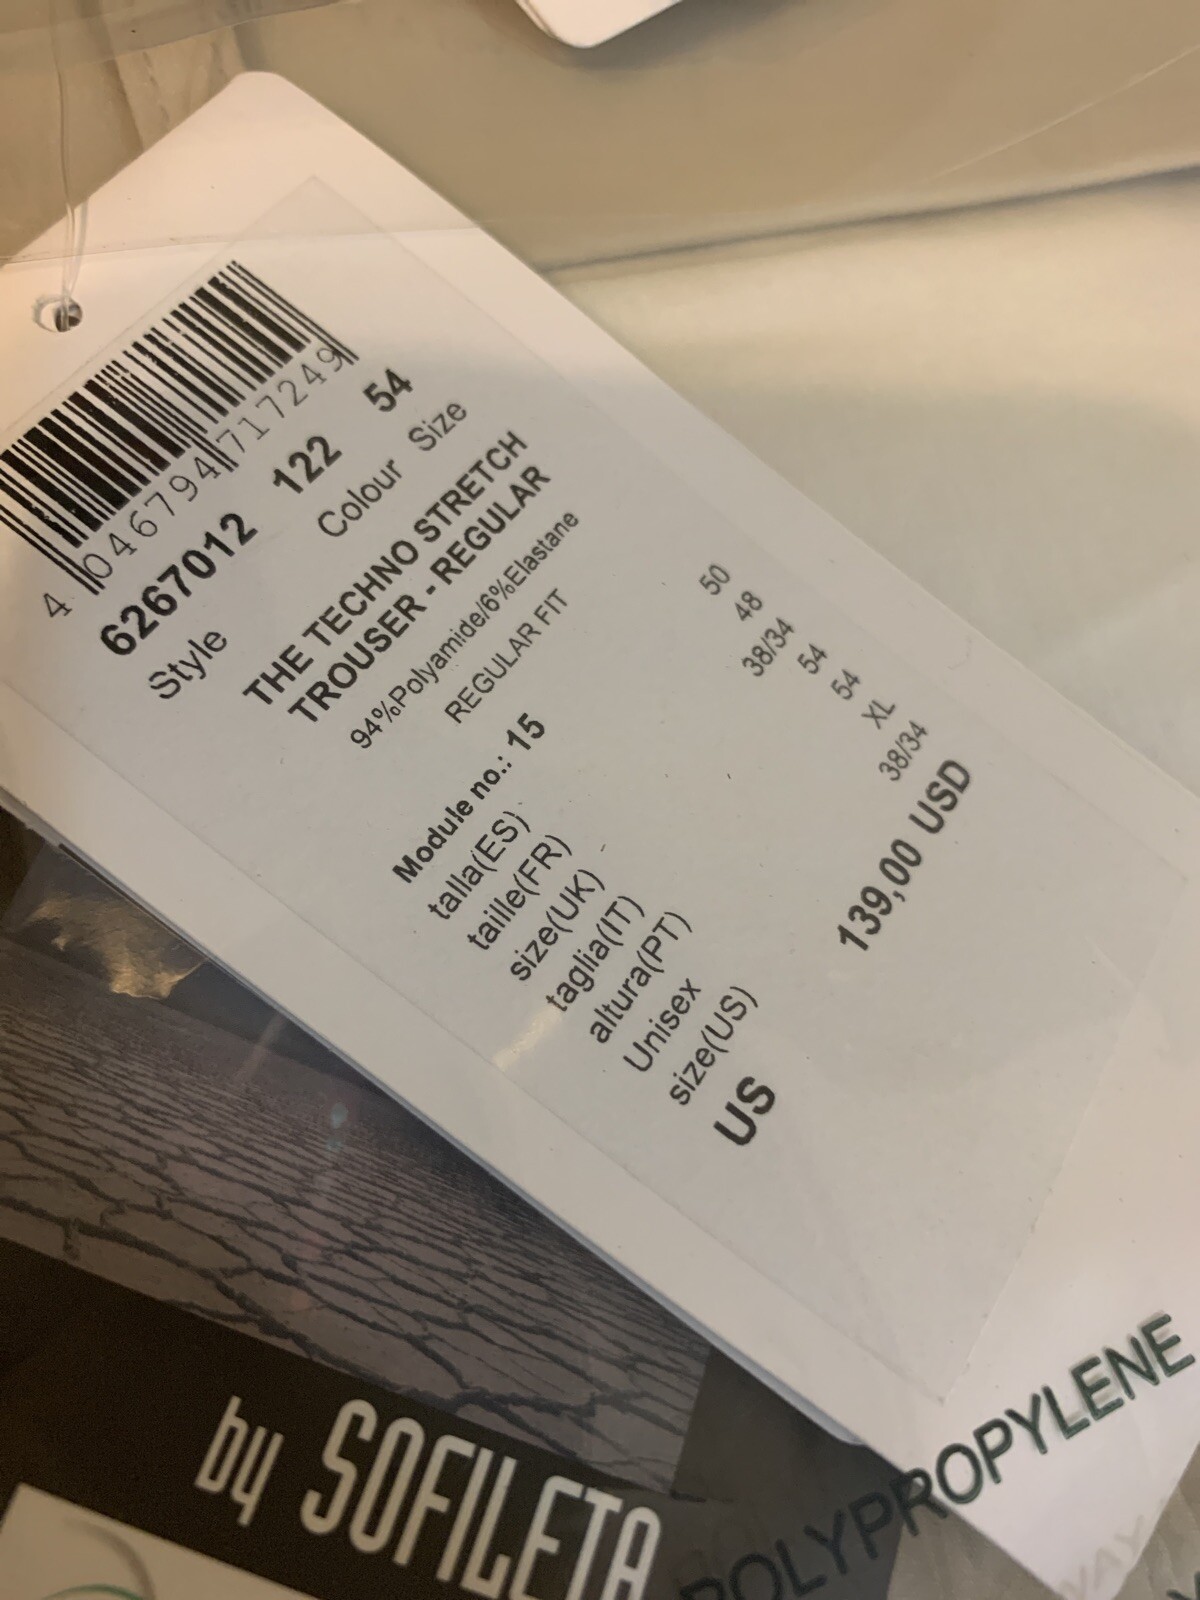 4 046794 717249
6267012 122 54
Style Colour Size
THE TECHNO STRETCH
TROUSER - REGULAR
94%Polyamide/6%Elastane
REGULAR FIT
Module no.: 15
talla(ES) 50
taille(FR) 48
size(UK) 38/34
taglia(IT) 54
altura(PT) 54
Unisex XL
size(US) 38/34
US 139,00 USD
by SOFILETA
POLYPROPYLENE